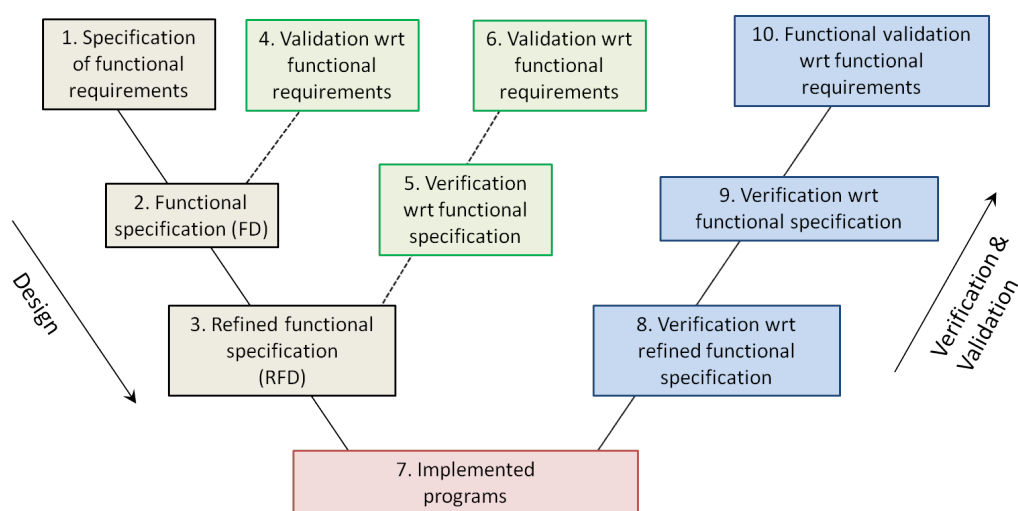 1. Specification
of functional
requirements
4. Validation wrt
functional
requirements
6. Validation wrt
functional
requirements
10. Functional validation
wrt functional
requirements
2. Functional
specification (FD)
5. Verification
wrt functional
specification
9. Verification wrt
functional specification
3. Refined functional
specification
(RFD)
8. Verification wrt
refined functional
specification
7. Implemented
programs
Design
Verification &
Validation